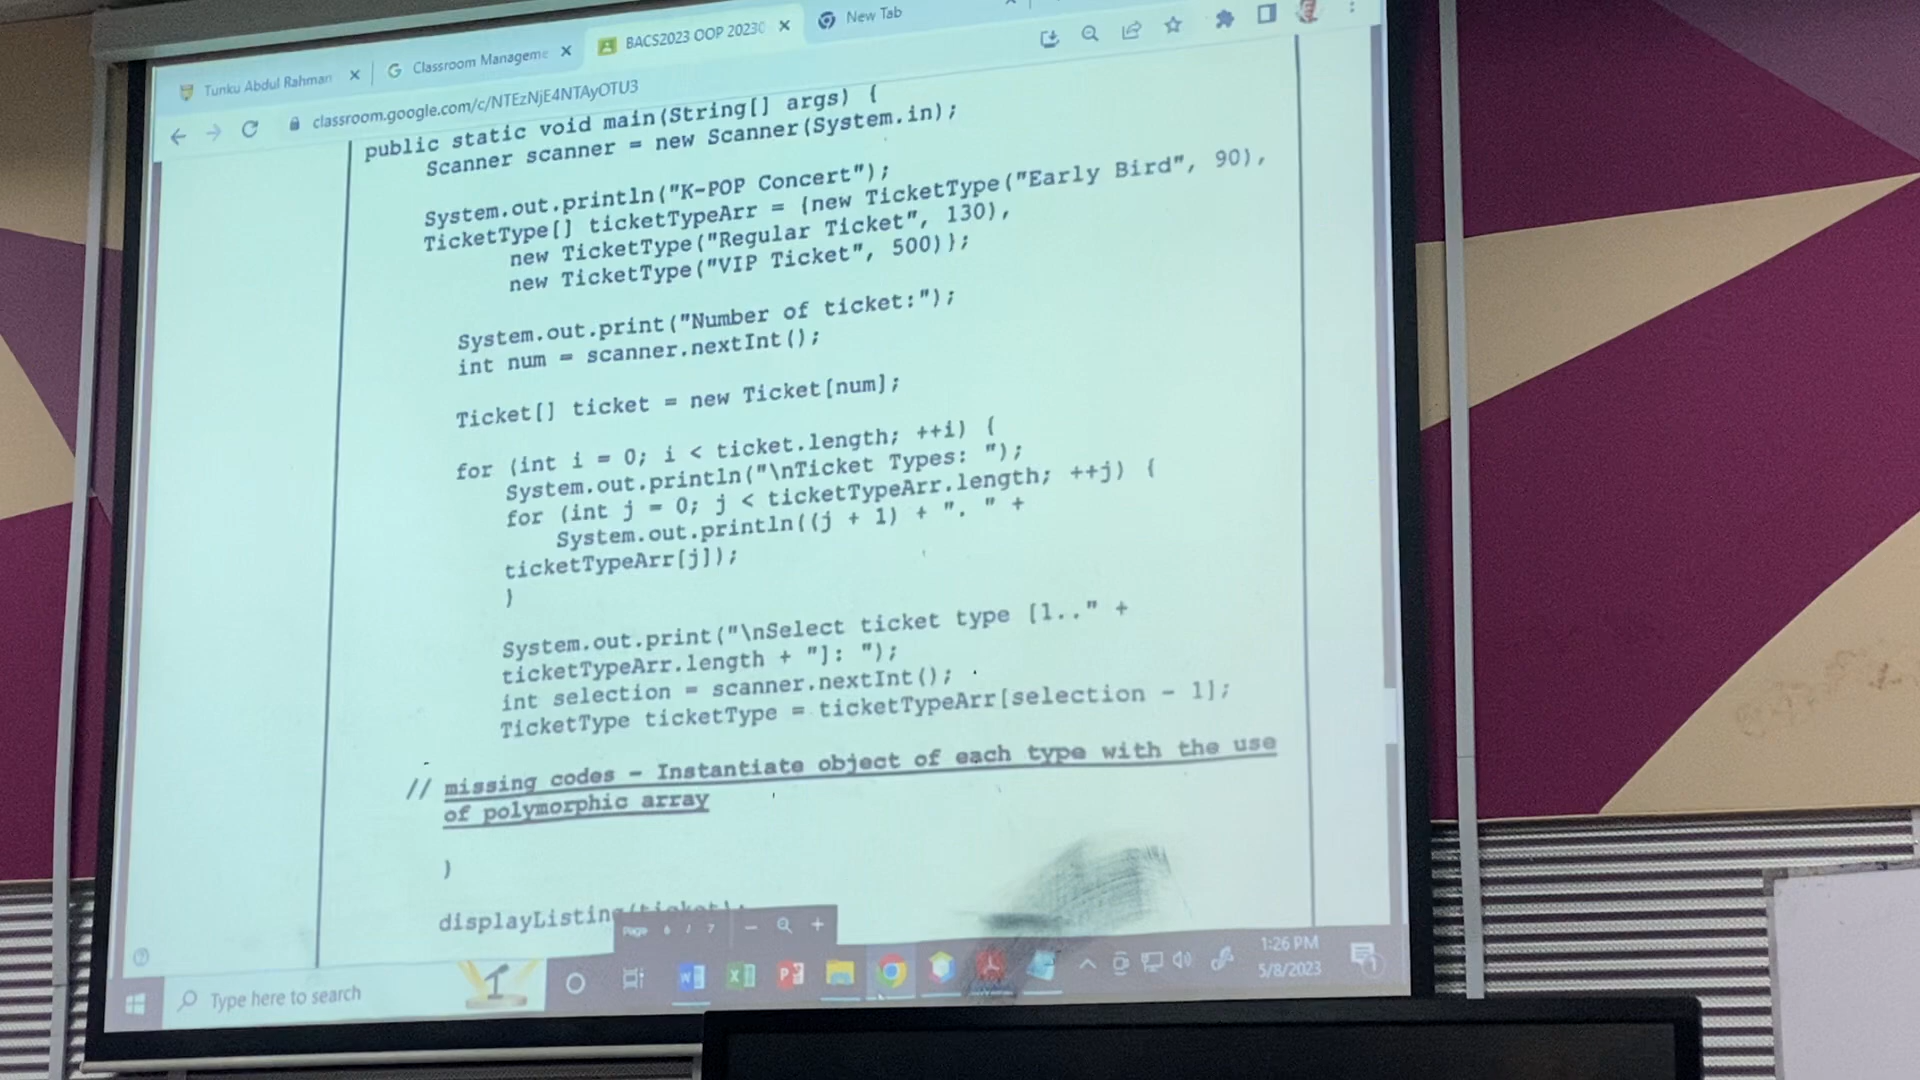 Tunku Abdul Rahman
Classroom Manageme
BACS2023 OOP 2023
New Tab
classroom.google.com/c/NTEzNjE4NTAyOTU3
public static void main(String[] args) {
Scanner scanner = new Scanner(System.in);
System.out.println("K-POP Concert");
TicketType[] ticketTypeArr = {new TicketType("Early Bird", 90),
new TicketType("Regular Ticket", 130),
new TicketType("VIP Ticket", 500)};
System.out.print("Number of ticket:");
int num = scanner.nextInt();
Ticket[] ticket = new Ticket[num];
for (int i = 0; i < ticket.length; ++i) {
System.out.println("\nTicket Types: ");
for (int j = 0; j < ticketTypeArr.length; ++j) {
System.out.println((j + 1) + ". " +
ticketTypeArr[j]);
}
System.out.print("\nSelect ticket type [1.." +
ticketTypeArr.length + "]: ");
int selection = scanner.nextInt();
TicketType ticketType = ticketTypeArr[selection - 1];
// missing codes - Instantiate object of each type with the use
of polymorphic array
}
displayListing(ticket);
Page 6 / 7
Type here to search
1:26 PM
5/8/2023